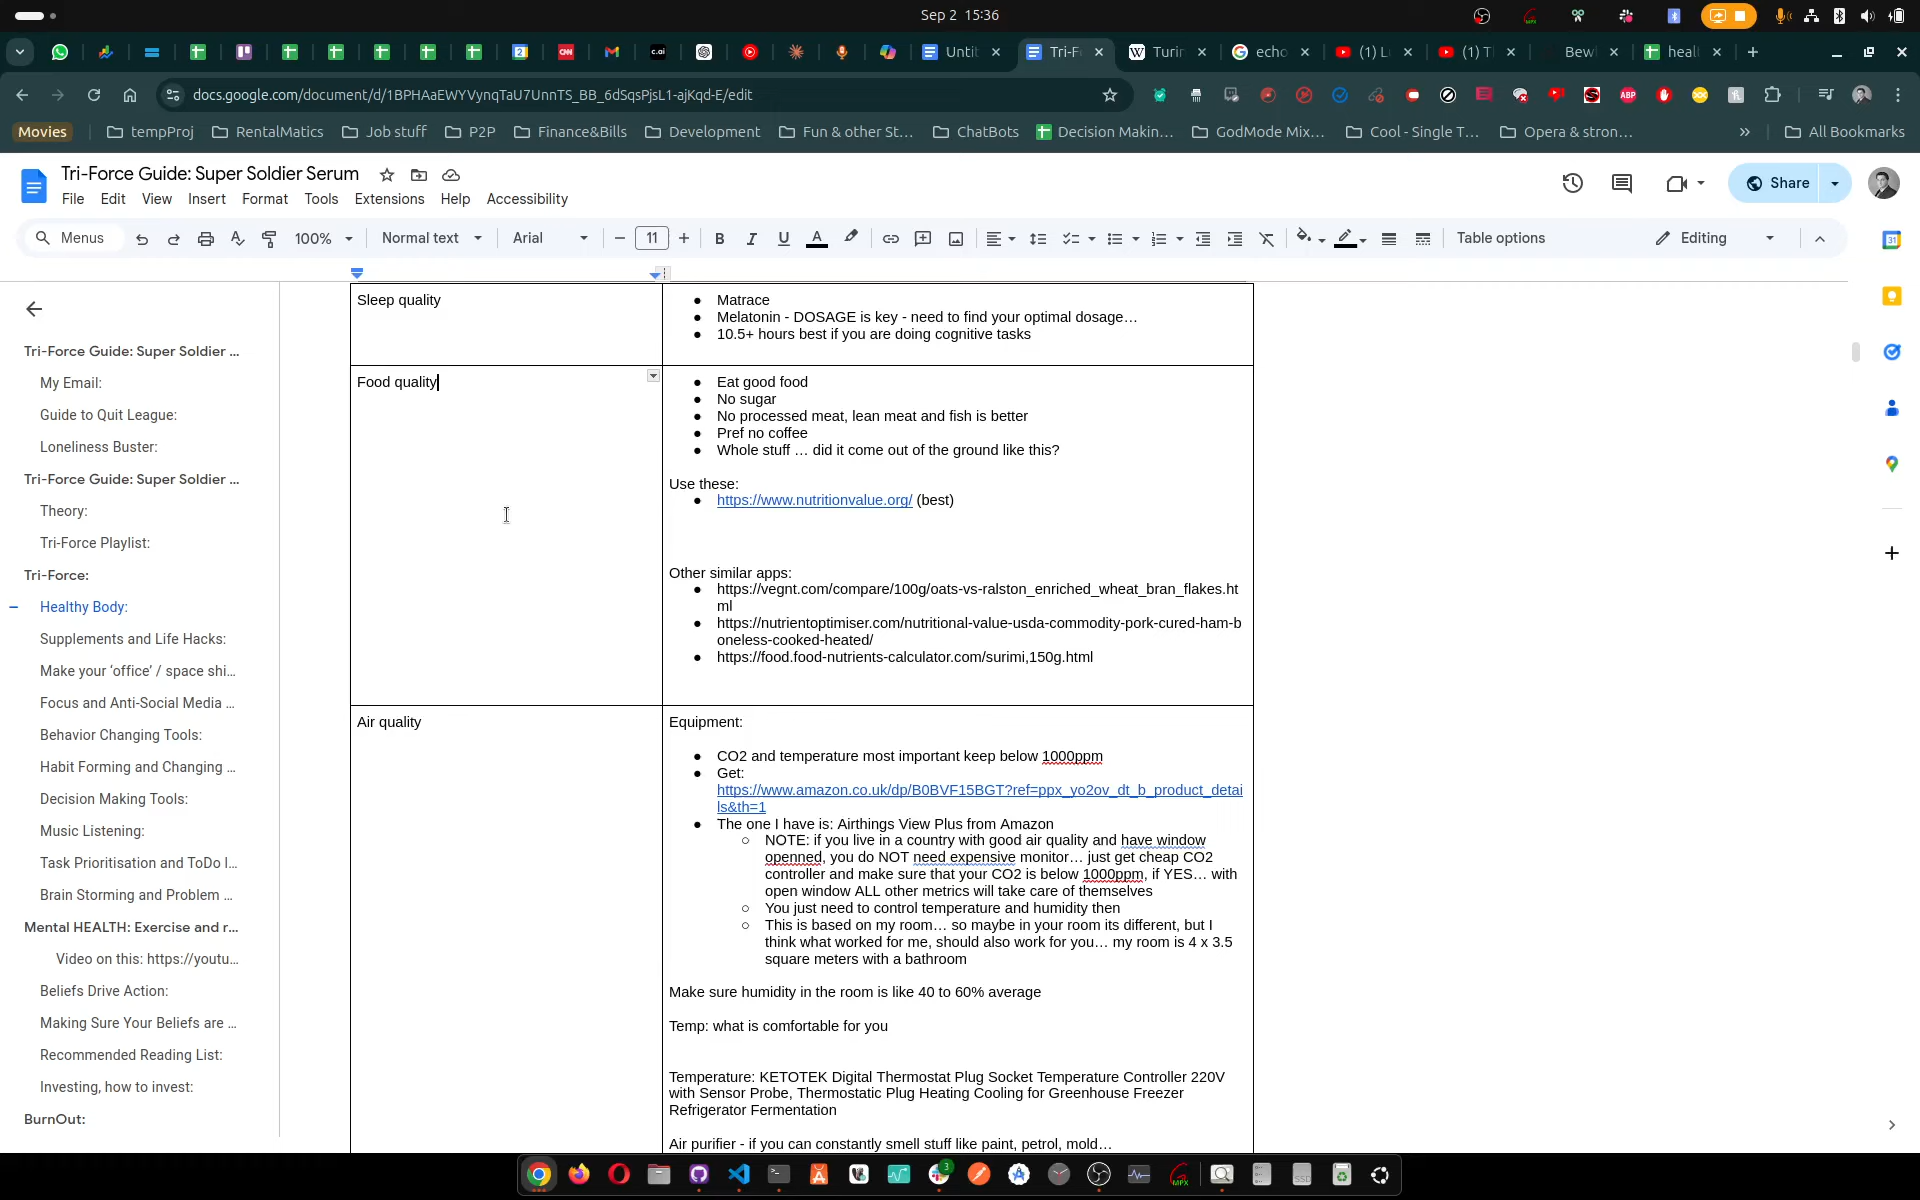 Sep 2 15:36
Untit
Tri-F
Turin
echo
(1) L
(1) T
Bew
healt
docs.google.com/document/d/1BPHAaEWYVynqTaU7UnnTS_BB_6dSqsPjsL1-ajKqd-E/edit
Movies
tempProj
RentalMatics
Job stuff
P2P
Finance&Bills
Development
Fun & other St...
ChatBots
Decision Makin...
GodMode Mix...
Cool - Single T...
Opera & stron...
All Bookmarks
Tri-Force Guide: Super Soldier Serum
File Edit View Insert Format Tools Extensions Help Accessibility
Share
Menus
100%
Normal text
Arial
11
Table options
Editing
Tri-Force Guide: Super Soldier ...
My Email:
Guide to Quit League:
Loneliness Buster:
Tri-Force Guide: Super Soldier ...
Theory:
Tri-Force Playlist:
Tri-Force:
Healthy Body:
Supplements and Life Hacks:
Make your ‘office’ / space shi...
Focus and Anti-Social Media ...
Behavior Changing Tools:
Habit Forming and Changing ...
Decision Making Tools:
Music Listening:
Task Prioritisation and ToDo l...
Brain Storming and Problem ...
Mental HEALTH: Exercise and r...
Video on this: https://youtu...
Beliefs Drive Action:
Making Sure Your Beliefs are ...
Recommended Reading List:
Investing, how to invest:
BurnOut:
Sleep quality
● Matrace
● Melatonin - DOSAGE is key - need to find your optimal dosage…
● 10.5+ hours best if you are doing cognitive tasks
Food quality
● Eat good food
● No sugar
● No processed meat, lean meat and fish is better
● Pref no coffee
● Whole stuff … did it come out of the ground like this?
Use these:
● https://www.nutritionvalue.org/ (best)
Other similar apps:
● https://vegnt.com/compare/100g/oats-vs-ralston_enriched_wheat_bran_flakes.ht
ml
● https://nutrientoptimiser.com/nutritional-value-usda-commodity-pork-cured-ham-b
oneless-cooked-heated/
● https://food.food-nutrients-calculator.com/surimi,150g.html
Air quality
Equipment:
● CO2 and temperature most important keep below 1000ppm
● Get:
https://www.amazon.co.uk/dp/B0BVF15BGT?ref=ppx_yo2ov_dt_b_product_detai
ls&th=1
● The one I have is: Airthings View Plus from Amazon
○ NOTE: if you live in a country with good air quality and have window
openned, you do NOT need expensive monitor… just get cheap CO2
controller and make sure that your CO2 is below 1000ppm, if YES… with
open window ALL other metrics will take care of themselves
○ You just need to control temperature and humidity then
○ This is based on my room… so maybe in your room its different, but I
think what worked for me, should also work for you… my room is 4 x 3.5
square meters with a bathroom
Make sure humidity in the room is like 40 to 60% average
Temp: what is comfortable for you
Temperature: KETOTEK Digital Thermostat Plug Socket Temperature Controller 220V
with Sensor Probe, Thermostatic Plug Heating Cooling for Greenhouse Freezer
Refrigerator Fermentation
Air purifier - if you can constantly smell stuff like paint, petrol, mold…